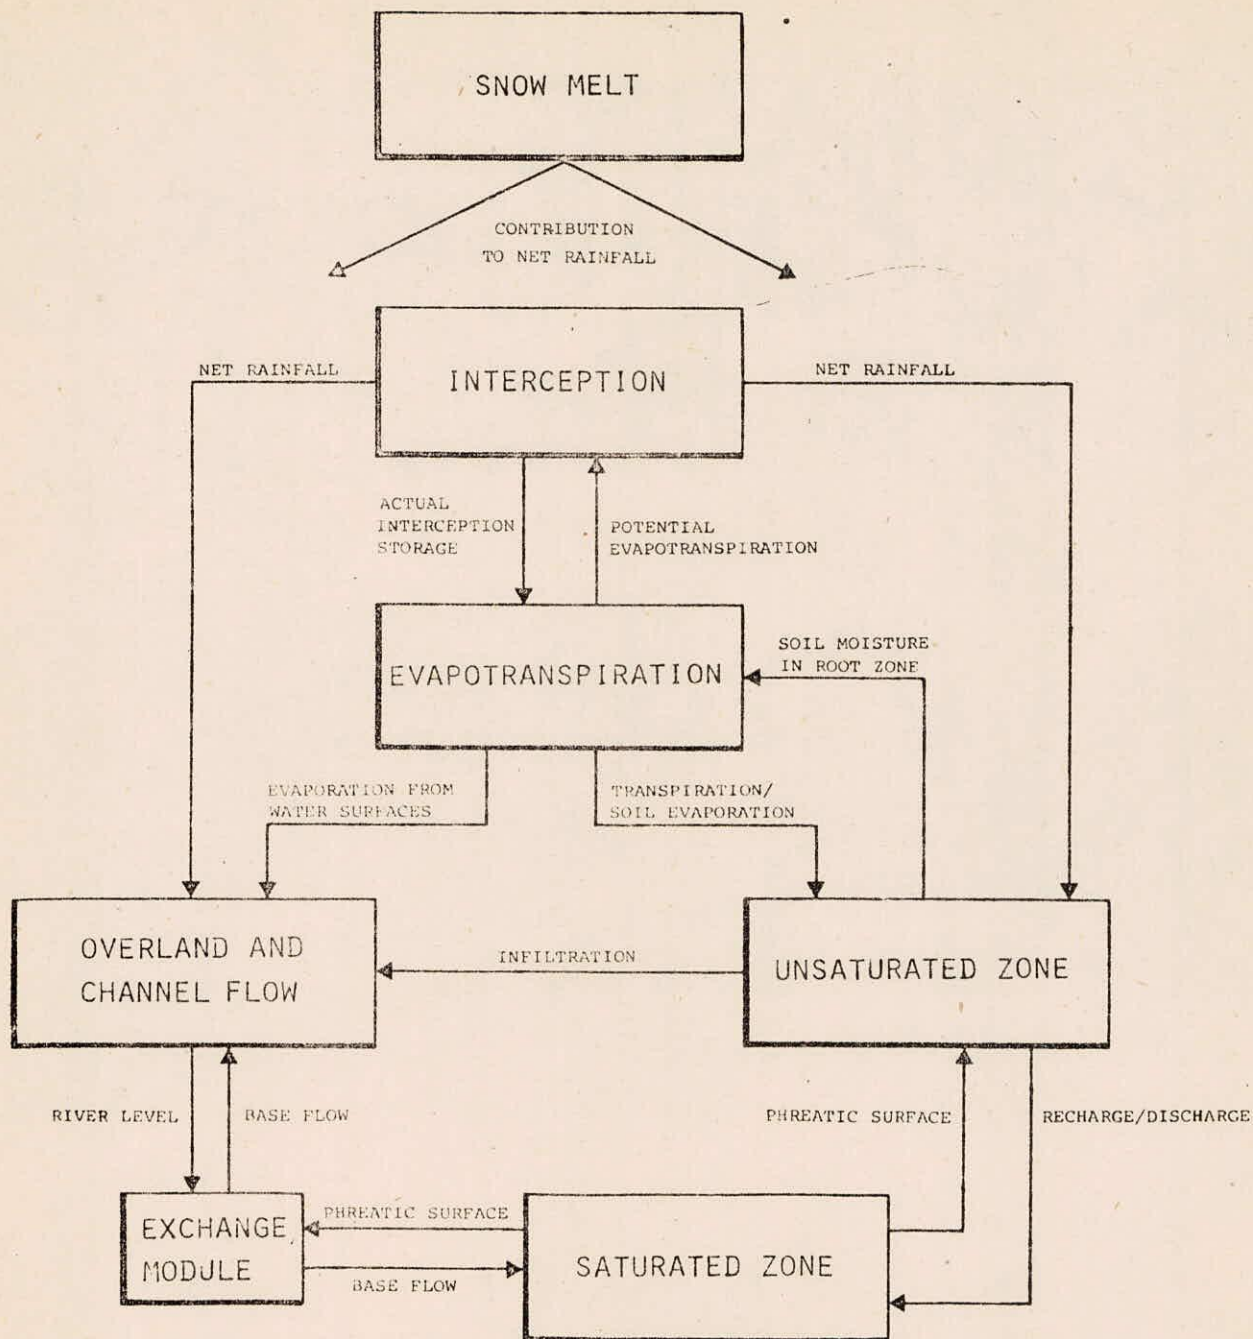 SNOW MELT
CONTRIBUTION
TO NET RAINFALL
NET RAINFALL
INTERCEPTION
NET RAINFALL
ACTUAL
INTERCEPTION
STORAGE
POTENTIAL
EVAPOTRANSPIRATION
EVAPOTRANSPIRATION
SOIL MOISTURE
IN ROOT ZONE
EVAPORATION FROM
WATER SURFACES
TRANSPIRATION/
SOIL EVAPORATION
OVERLAND AND
CHANNEL FLOW
INFILTRATION
UNSATURATED ZONE
RIVER LEVEL
BASE FLOW
PHREATIC SURFACE
RECHARGE/DISCHARGE
EXCHANGE
MODULE
PHREATIC SURFACE
BASE FLOW
SATURATED ZONE